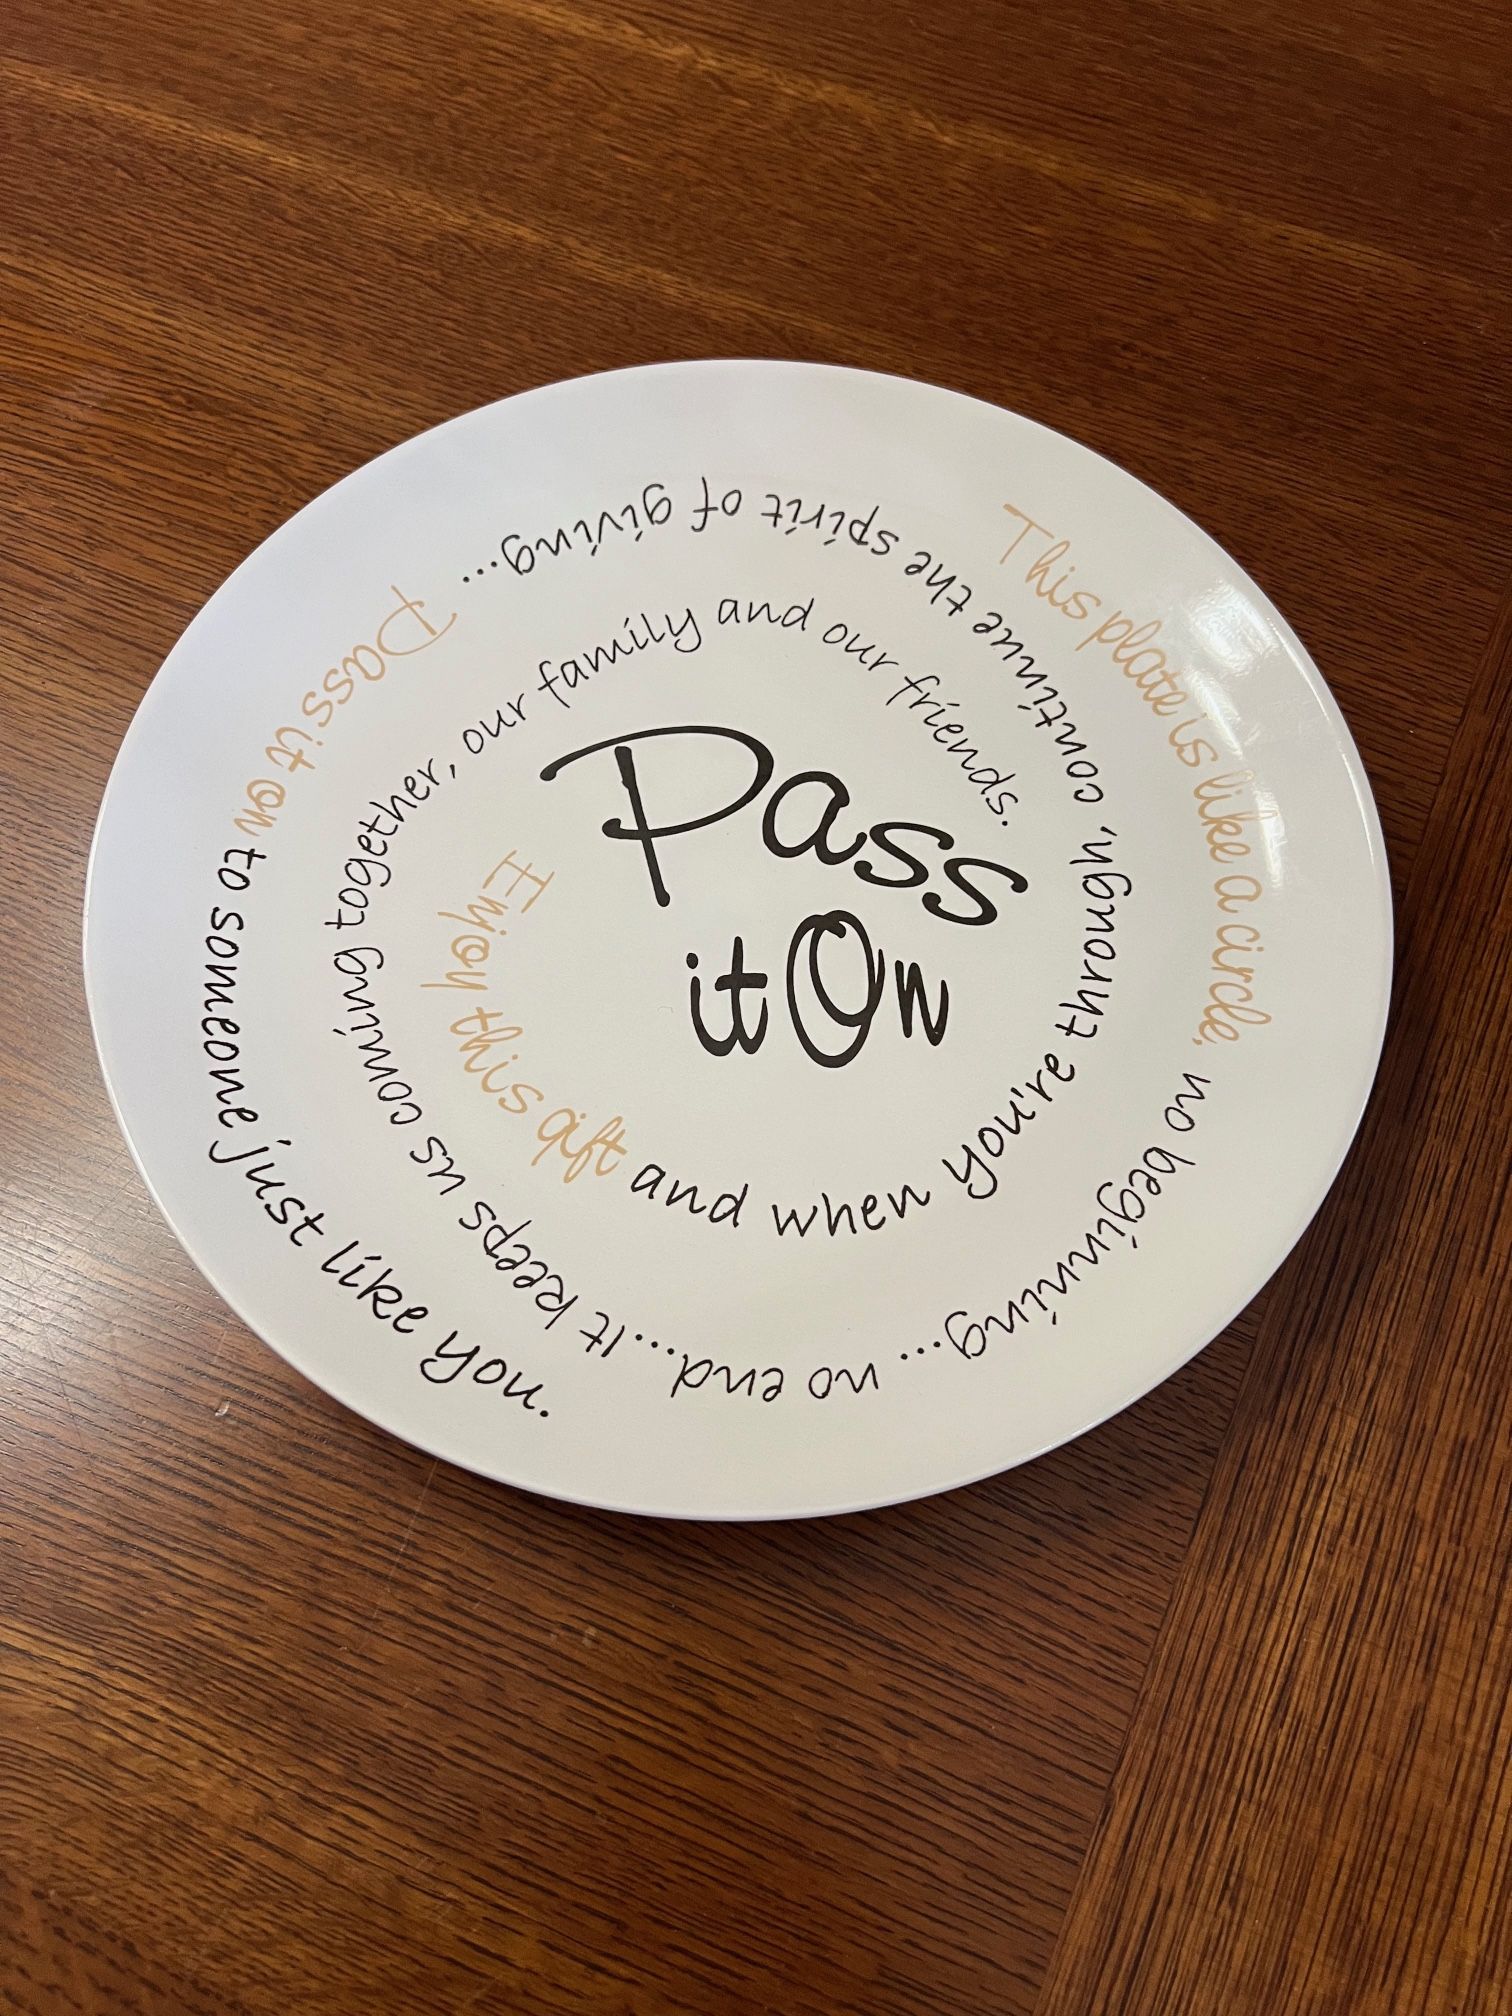 Pass
it On
This plate is like a circle, no beginning... no end...It keeps us coming together, our family and our friends.
Enjoy this gift and when you're through, continue the spirit of giving... Pass it on to someone just like you.